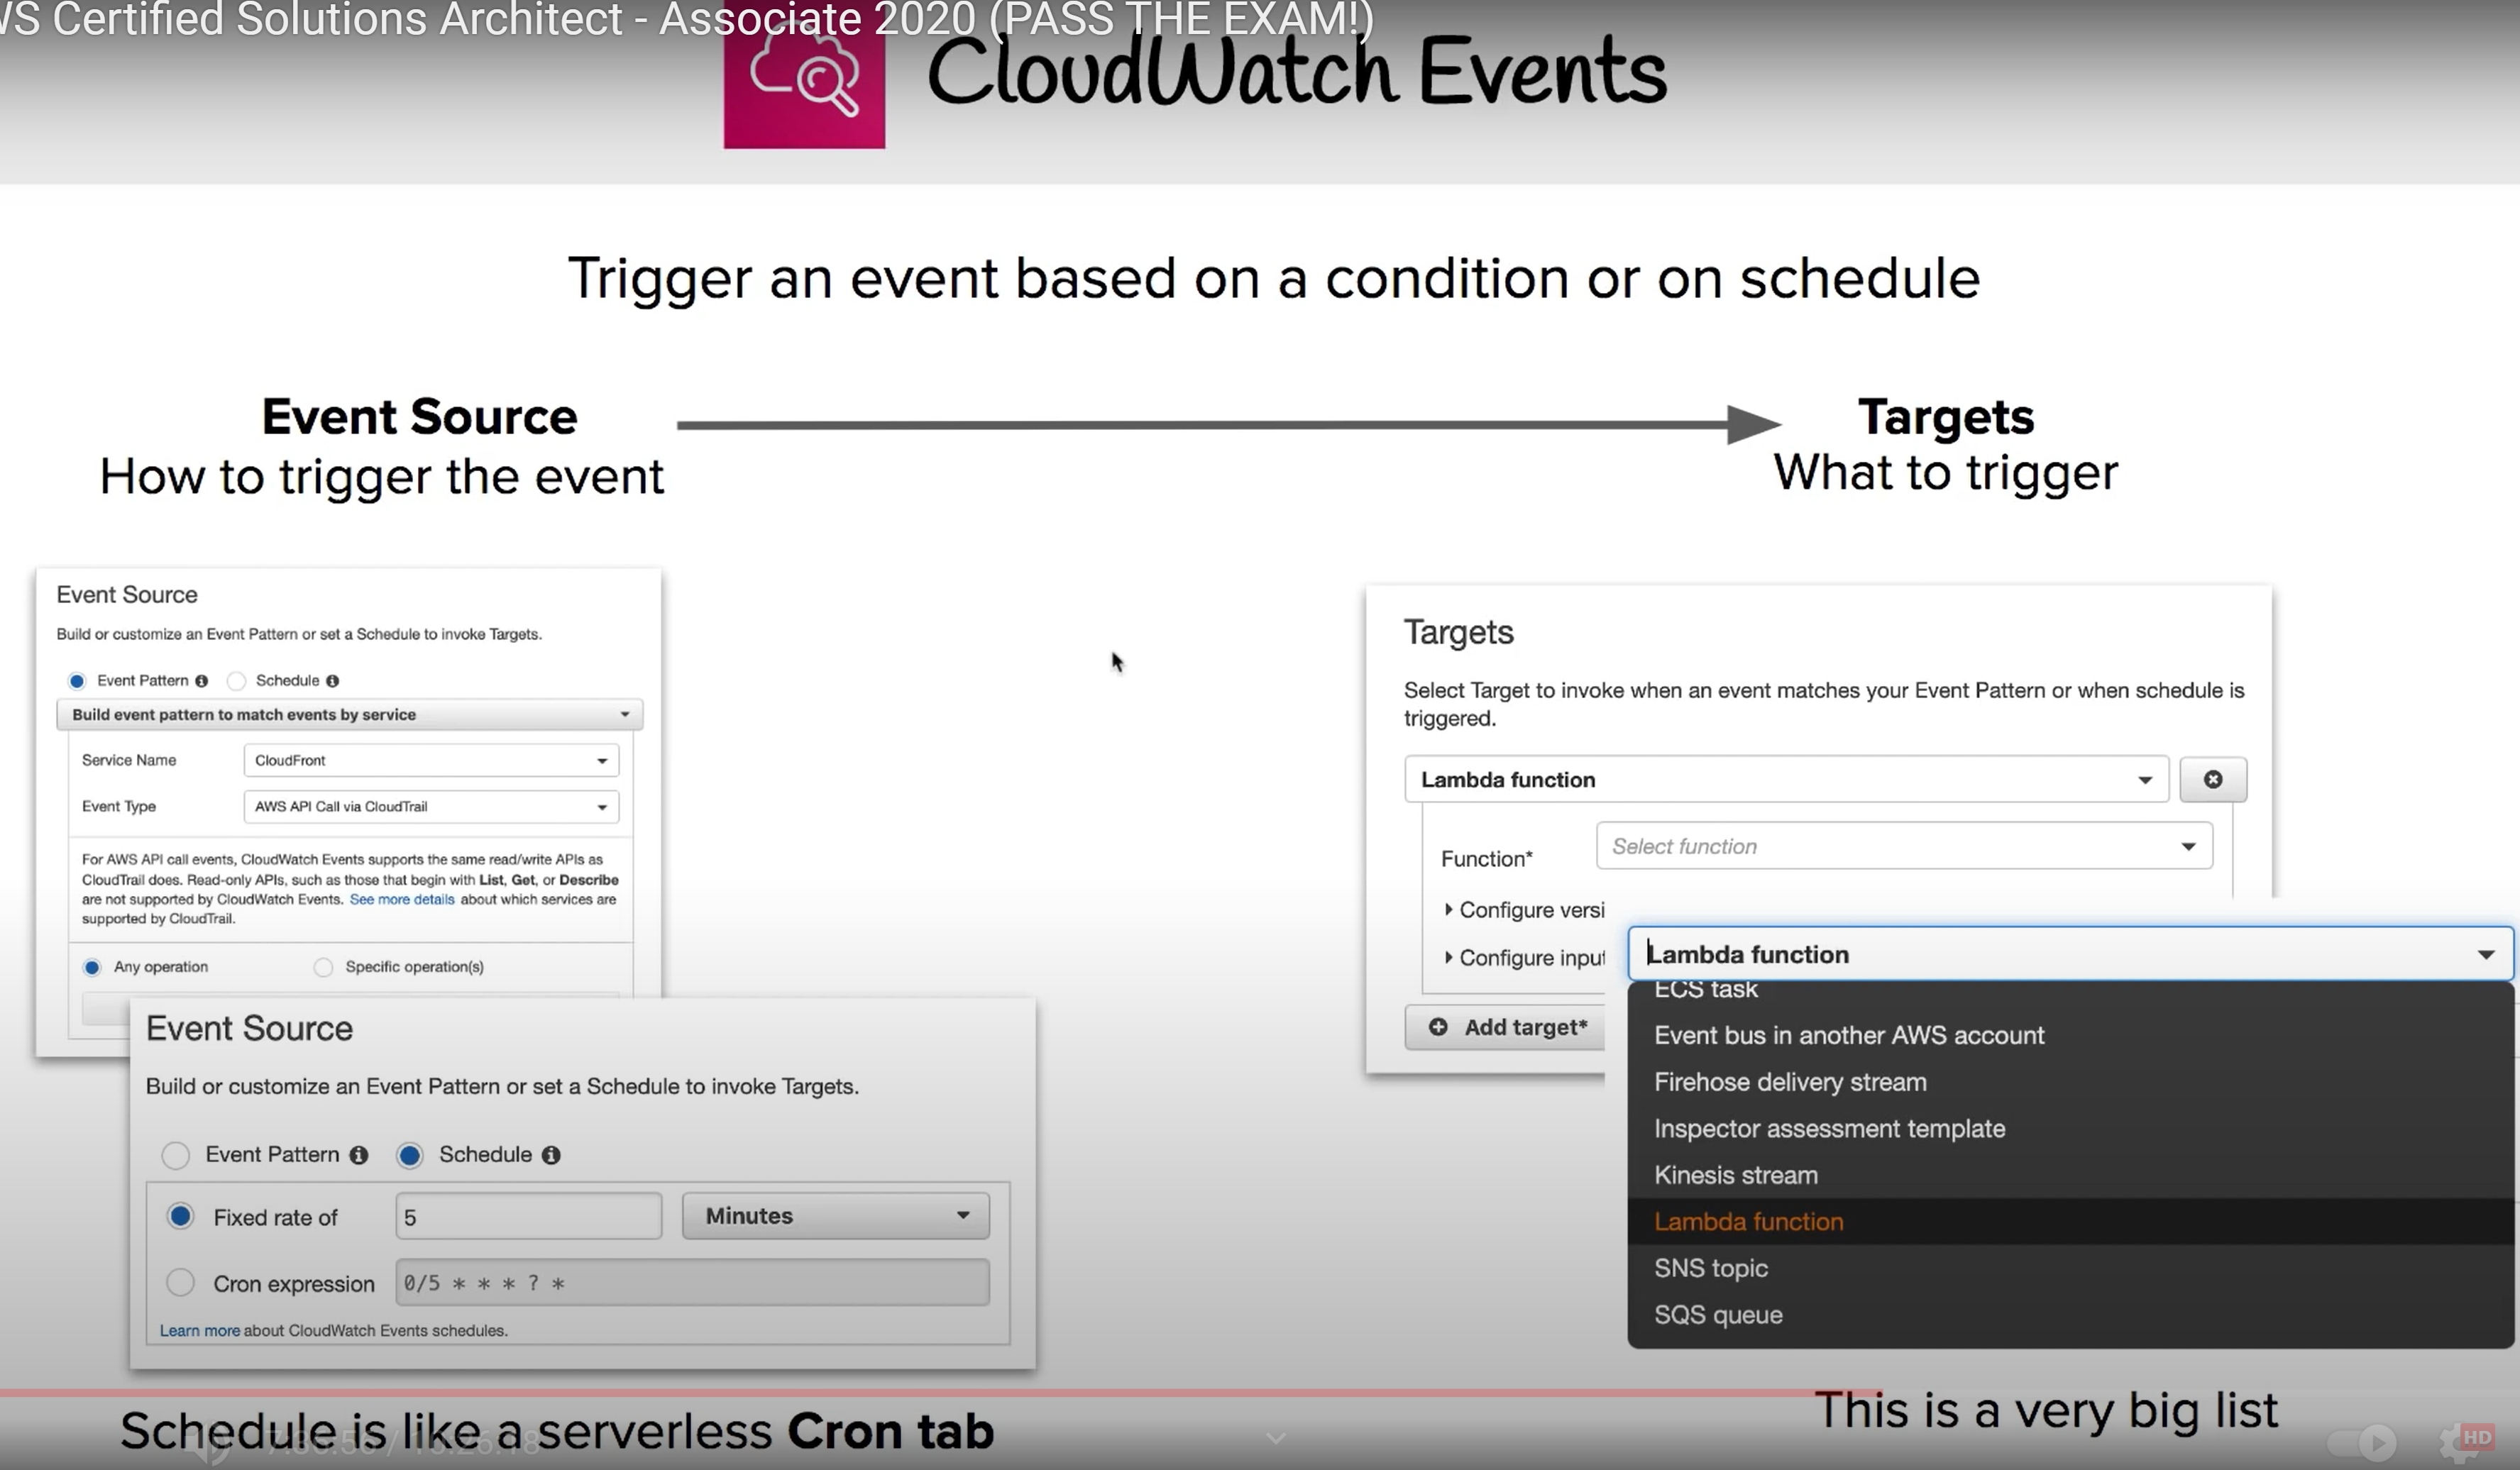 WS Certified Solutions Architect - Associate 2020 (PASS THE EXAM!)
CloudWatch Events
Trigger an event based on a condition or on schedule
Event Source
How to trigger the event
Targets
What to trigger
Event Source
Build or customize an Event Pattern or set a Schedule to invoke Targets.
Event Pattern Schedule
Build event pattern to match events by service
Service Name CloudFront
Event Type AWS API Call via CloudTrail
For AWS API call events, CloudWatch Events supports the same read/write APIs as
CloudTrail does. Read-only APIs, such as those that begin with List, Get, or Describe
are not supported by CloudWatch Events. See more details about which services are
supported by CloudTrail.
Any operation Specific operation(s)
Event Source
Build or customize an Event Pattern or set a Schedule to invoke Targets.
Event Pattern Schedule
Fixed rate of 5 Minutes
Cron expression 0/5 * * * ? *
Learn more about CloudWatch Events schedules.
Schedule is like a serverless Cron tab
Targets
Select Target to invoke when an event matches your Event Pattern or when schedule is
triggered.
Lambda function
Function* Select function
Configure versi
Configure input
Add target*
Lambda function
ECS task
Event bus in another AWS account
Firehose delivery stream
Inspector assessment template
Kinesis stream
Lambda function
SNS topic
SQS queue
This is a very big list
HD